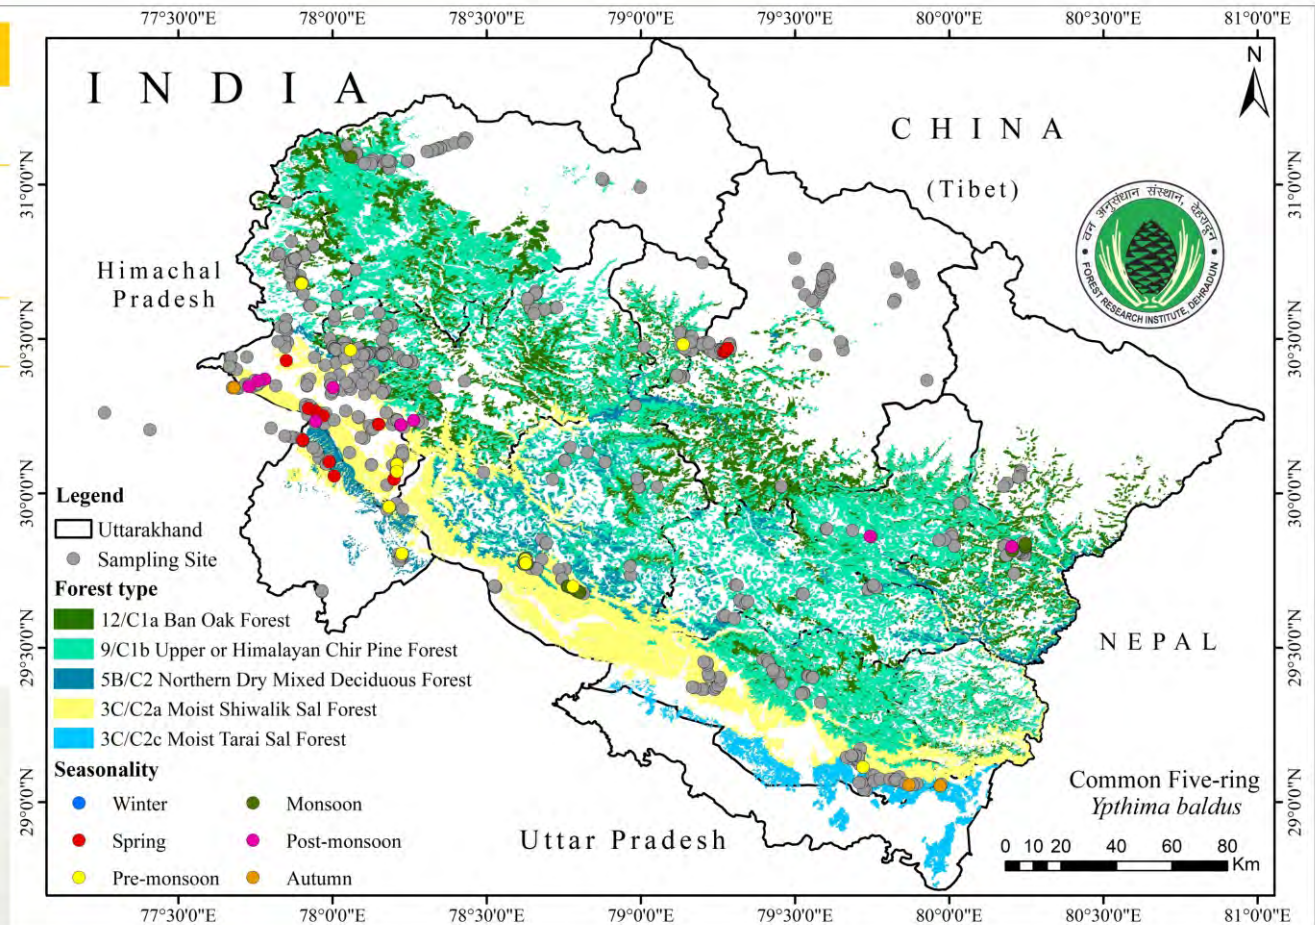 77°30'0"E 78°0'0"E 78°30'0"E 79°0'0"E 79°30'0"E 80°0'0"E 80°30'0"E 81°0'0"E
INDIA
N
CHINA
(Tibet)
31°0'0"N
31°0'0"N
वन अनुसंधान संस्थान, देहरादून
FOREST RESEARCH INSTITUTE, DEHRADUN
Himachal
Pradesh
30°30'0"N
30°30'0"N
30°0'0"N
30°0'0"N
Legend
Uttarakhand
Sampling Site
Forest type
12/C1a Ban Oak Forest
9/C1b Upper or Himalayan Chir Pine Forest
5B/C2 Northern Dry Mixed Deciduous Forest
3C/C2a Moist Shiwalik Sal Forest
3C/C2c Moist Tarai Sal Forest
29°30'0"N
29°30'0"N
NEPAL
Seasonality
Winter Monsoon
Spring Post-monsoon
Pre-monsoon Autumn
29°0'0"N
29°0'0"N
Uttar Pradesh
Common Five-ring
Ypthima baldus
0 10 20 40 60 80
Km
77°30'0"E 78°0'0"E 78°30'0"E 79°0'0"E 79°30'0"E 80°0'0"E 80°30'0"E 81°0'0"E